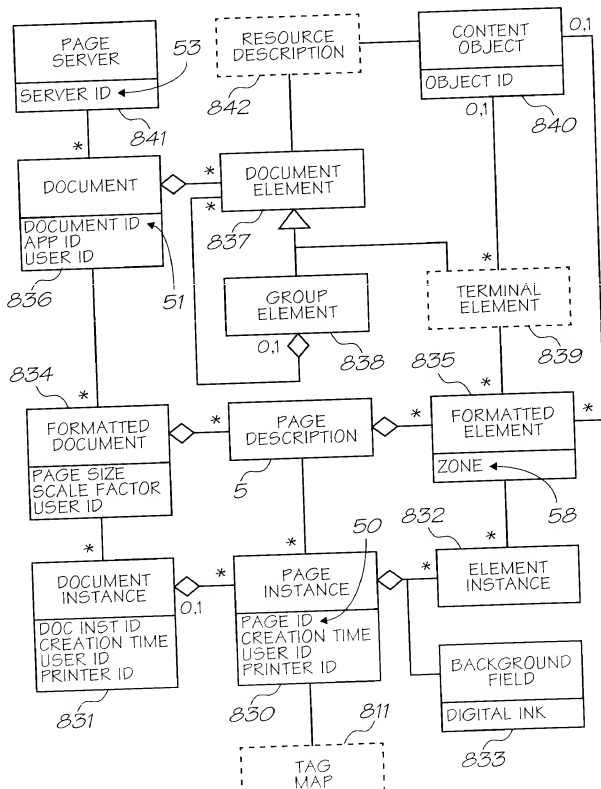 PAGE
SERVER
SERVER ID
53
841
*
RESOURCE
DESCRIPTION
842
CONTENT
OBJECT
OBJECT ID
840
0,1
0,1
DOCUMENT
DOCUMENT ID
APP ID
USER ID
836
51
*
*
DOCUMENT
ELEMENT
837
GROUP
ELEMENT
0,1
838
*
TERMINAL
ELEMENT
839
834
*
FORMATTED
DOCUMENT
PAGE SIZE
SCALE FACTOR
USER ID
*
PAGE
DESCRIPTION
5
*
835
*
FORMATTED
ELEMENT
ZONE
58
*
*
DOCUMENT
INSTANCE
DOC INST ID
CREATION TIME
USER ID
PRINTER ID
831
0,1
*
*
50
PAGE
INSTANCE
PAGE ID
CREATION TIME
USER ID
PRINTER ID
830
*
832
*
ELEMENT
INSTANCE
BACKGROUND
FIELD
DIGITAL INK
833
811
TAG
MAP